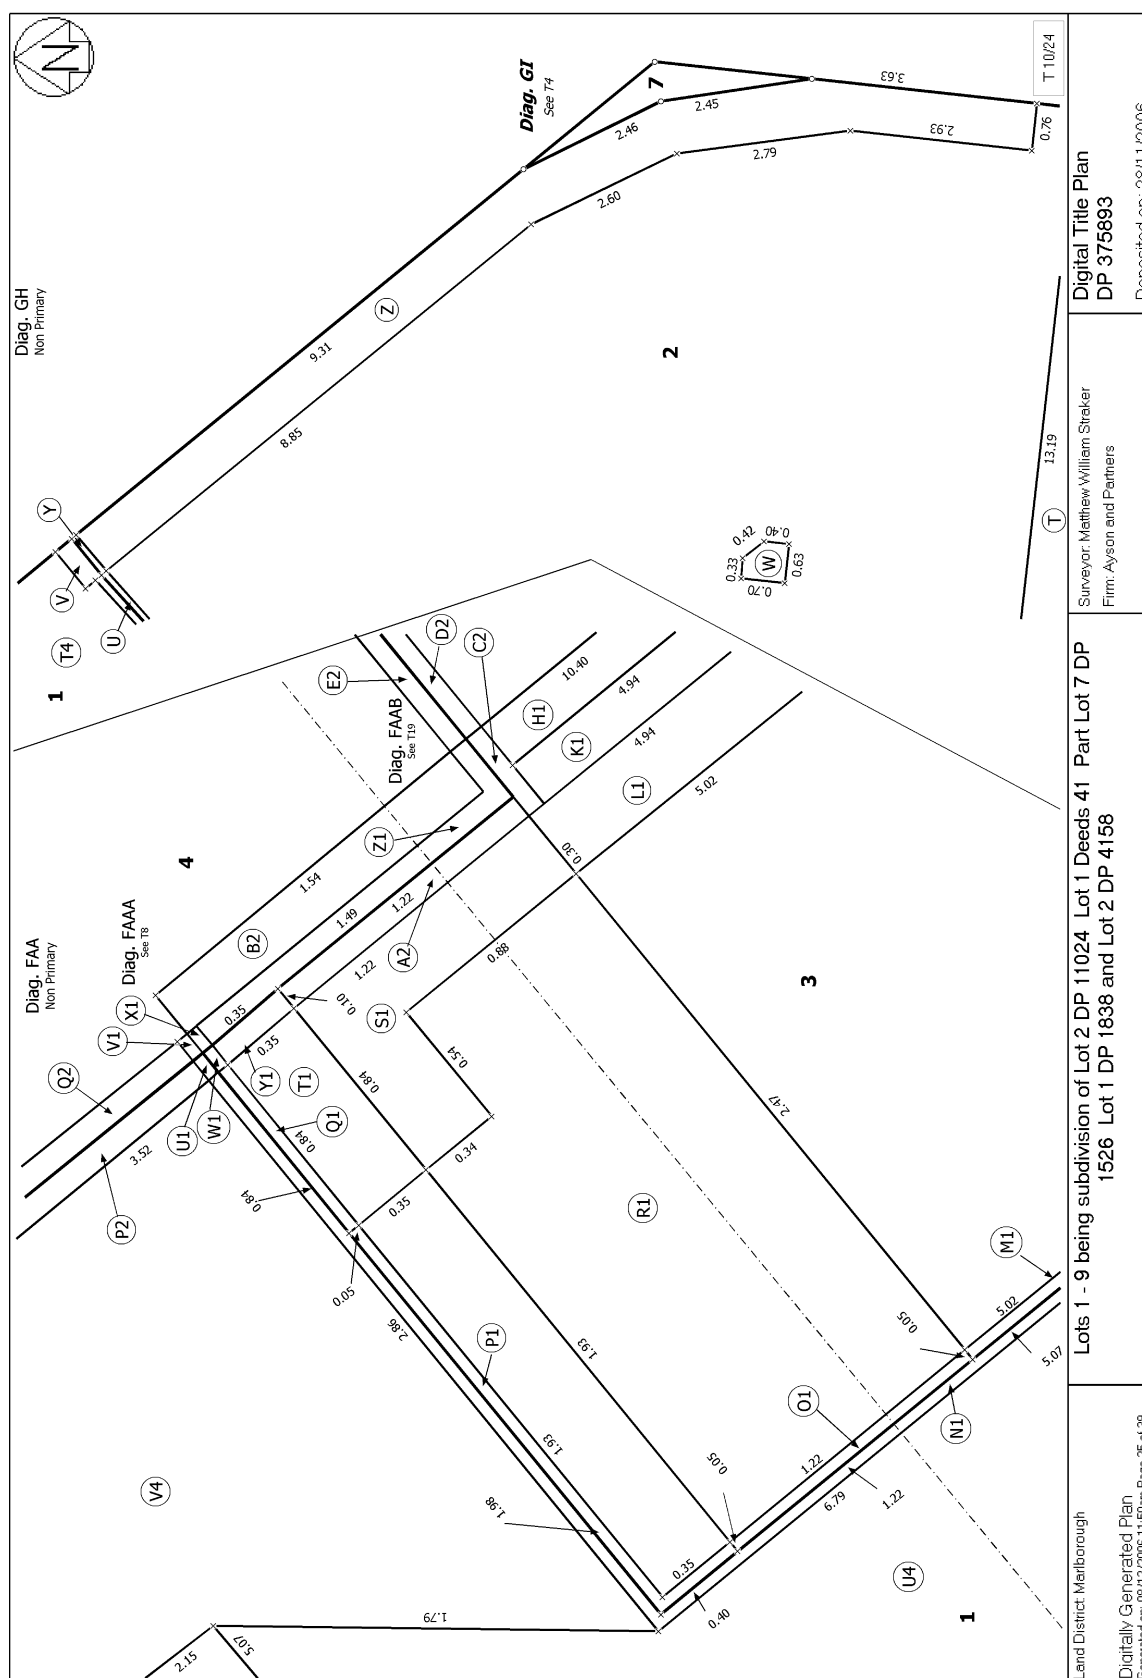 N
Diag. GH
Non Primary
T 10/24
Diag. GI
See T4
7
3.63
2.45
2.46
0.76
2.93
2.79
2.60
Z
9.31
8.85
2
Y
V
U
T4
1
W
0.42
0.40
0.33
0.63
0.70
13.19
T
Diag. FAA
Non Primary
Diag. FAAA
See T8
Diag. FAAB
See T19
4
E2
D2
C2
H1
K1
L1
10.40
4.94
4.94
5.02
Z1
1.54
1.49
1.22
1.22
A2
B2
0.30
0.88
X1
V1
Q2
0.35
0.35
0.10
S1
Y1
T1
U1
W1
Q1
P2
3.52
0.84
0.84
0.84
0.54
0.34
0.35
0.05
2.86
3
2.47
R1
P1
1.93
1.93
1.98
M1
5.02
5.07
0.05
O1
N1
1.22
6.79
1.22
0.05
0.35
0.40
V4
U4
1
1.79
2.15
5.07
Land District: Marlborough
Digitally Generated Plan
Lots 1 - 9 being subdivision of Lot 2 DP 11024 Lot 1 Deeds 41 Part Lot 7 DP
1526 Lot 1 DP 1838 and Lot 2 DP 4158
Surveyor: Matthew William Straker
Firm: Ayson and Partners
Digital Title Plan
DP 375893
Deposited on: 28/11/2006